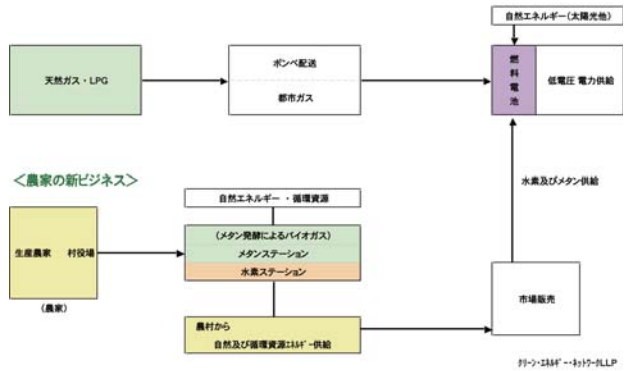 自然エネルギー(太陽光他)
天然ガス・LPG
ボンベ配送
都市ガス
燃料電池
低電圧 電力供給
水素及びメタン供給
<農家の新ビジネス>
自然エネルギー ・循環資源
生産農家 村役場
(農家)
(メタン発酵によるバイオガス)
メタンステーション
水素ステーション
農村から
自然及び循環資源エネルギー供給
市場販売
クリーン・エネルギー・ネットワークLLP